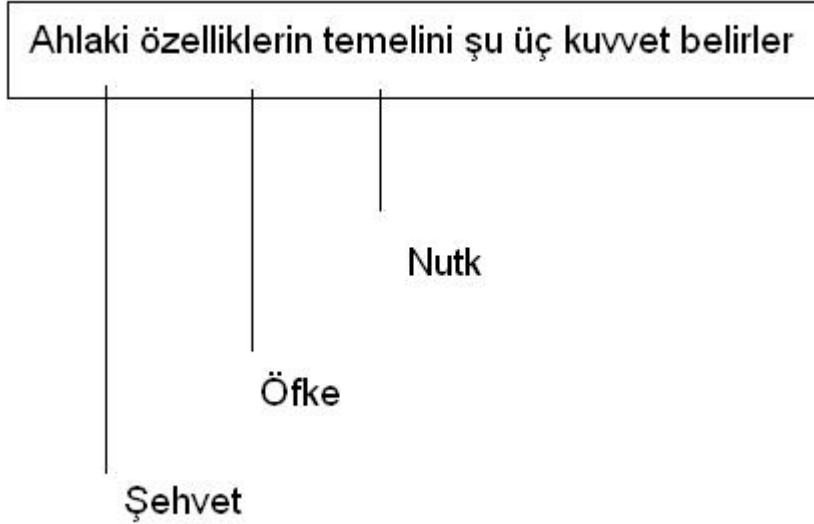 Ahlaki özelliklerin temelini şu üç kuvvet belirler
Nutk
Öfke
Şehvet